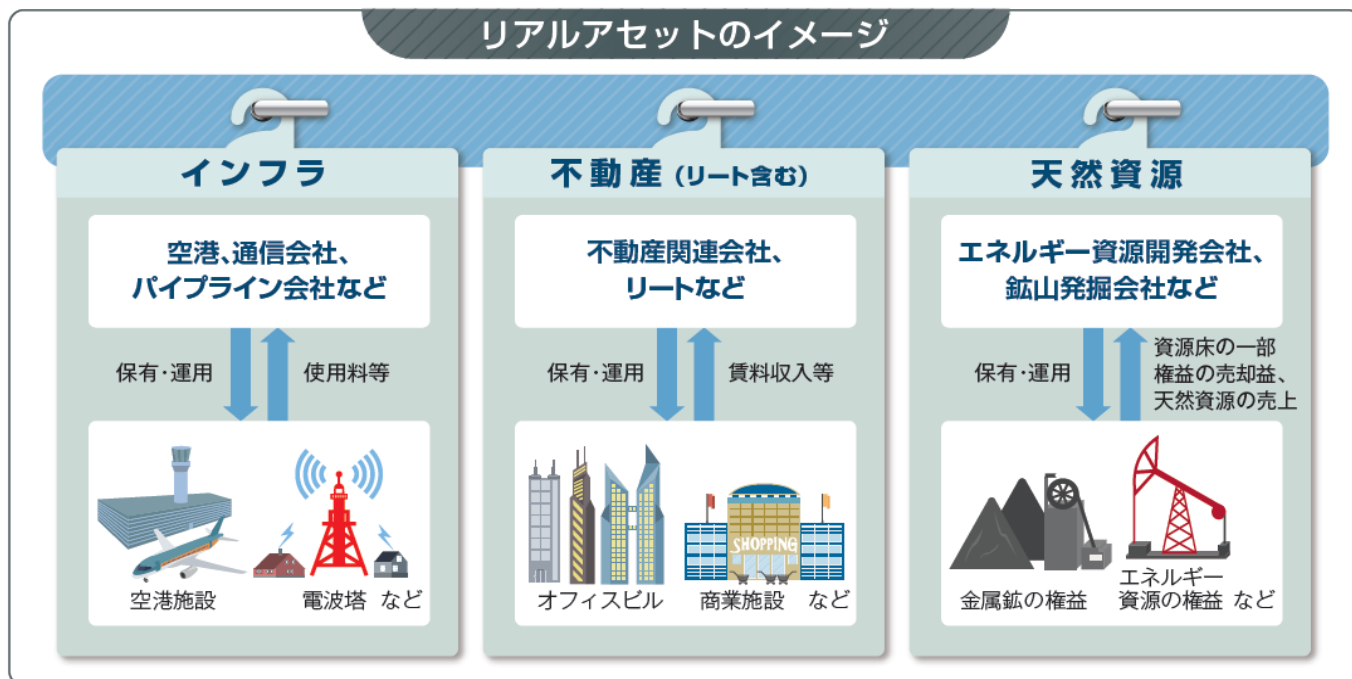 リアルアセットのイメージ
インフラ
空港、通信会社、
パイプライン会社など
保有・運用
使用料等
空港施設
電波塔 など
不動産（リート含む）
不動産関連会社、
リートなど
保有・運用
賃料収入等
SHOPPING
オフィスビル
商業施設 など
天然資源
エネルギー資源開発会社、
鉱山発掘会社など
保有・運用
資源床の一部
権益の売却益、
天然資源の売上
金属鉱の権益
エネルギー
資源の権益 など